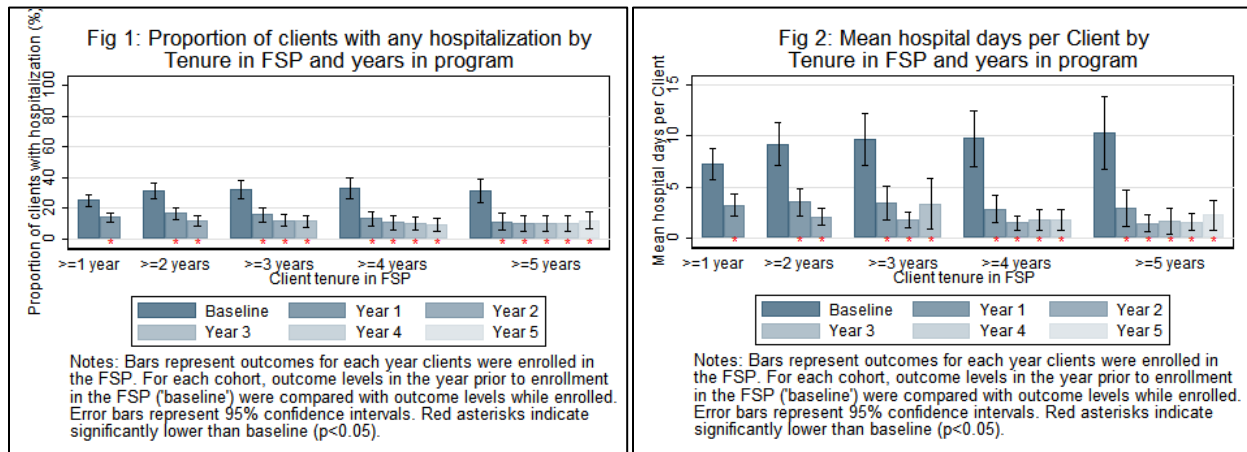 Fig 1: Proportion of clients with any hospitalization by
Tenure in FSP and years in program
Proportion of clients with hospitalization (%)
100
80
60
40
20
0
* * * * * * * * * * * * * * *
>=1 year >=2 years >=3 years >=4 years >=5 years
Client tenure in FSP
Baseline Year 1 Year 2
Year 3 Year 4 Year 5
Notes: Bars represent outcomes for each year clients were enrolled in
the FSP. For each cohort, outcome levels in the year prior to enrollment
in the FSP ('baseline') were compared with outcome levels while enrolled.
Error bars represent 95% confidence intervals. Red asterisks indicate
significantly lower than baseline (p<0.05).
Fig 2: Mean hospital days per Client by
Tenure in FSP and years in program
Mean hospital days per Client
15
10
5
0
* * * * * * * * * * * * * * *
>=1 year >=2 years >=3 years >=4 years >=5 years
Client tenure in FSP
Baseline Year 1 Year 2
Year 3 Year 4 Year 5
Notes: Bars represent outcomes for each year clients were enrolled in
the FSP. For each cohort, outcome levels in the year prior to enrollment
in the FSP ('baseline') were compared with outcome levels while enrolled.
Error bars represent 95% confidence intervals. Red asterisks indicate
significantly lower than baseline (p<0.05).